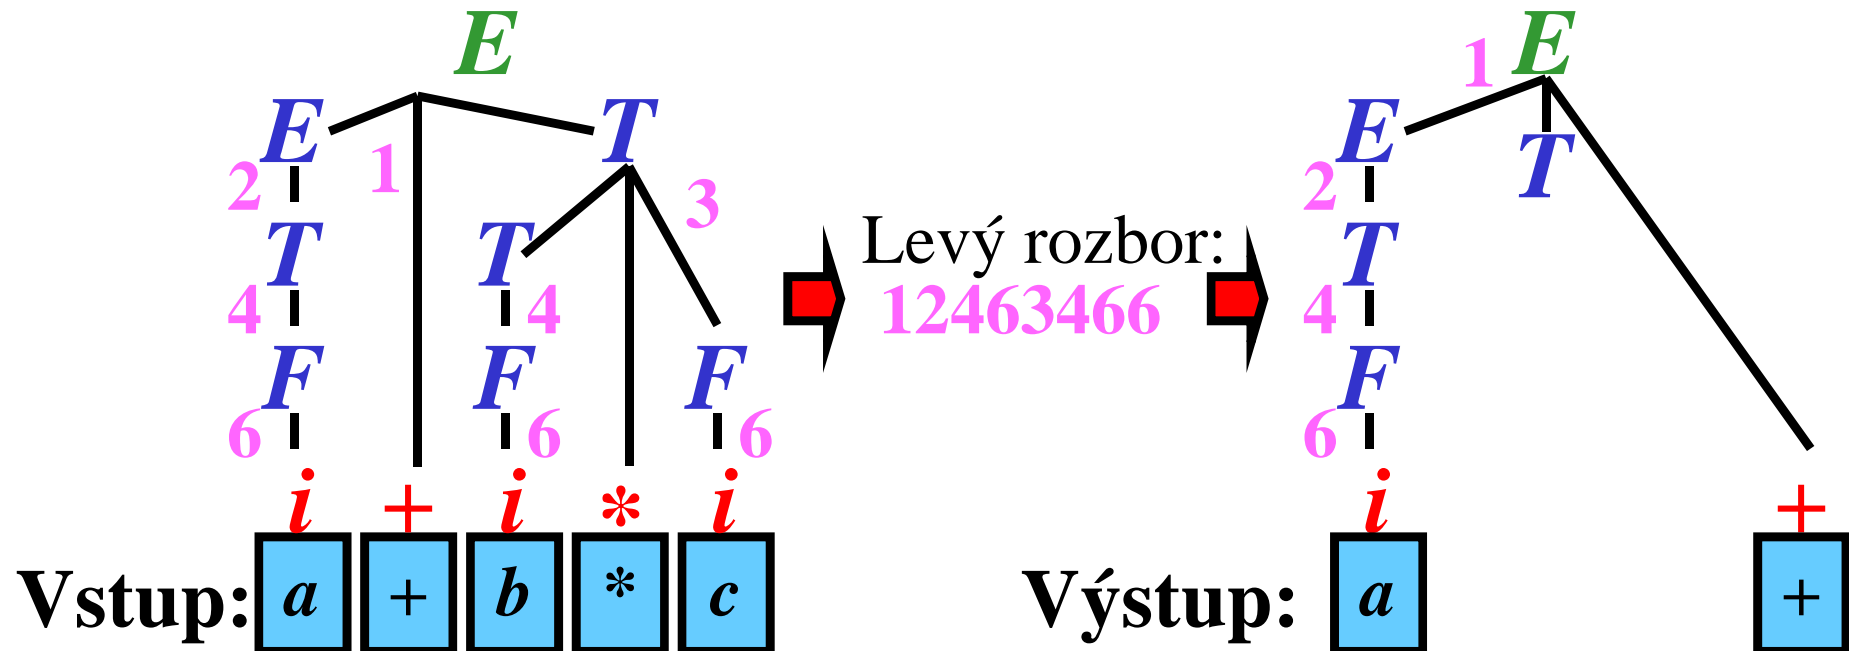 E 1 E
E T E
2 1 3 2 T
T T Levý rozbor: T
4 4 12463466 4
F F F F
6 6 6 6
i + i * i i +
Vstup: a + b * c Výstup: a +